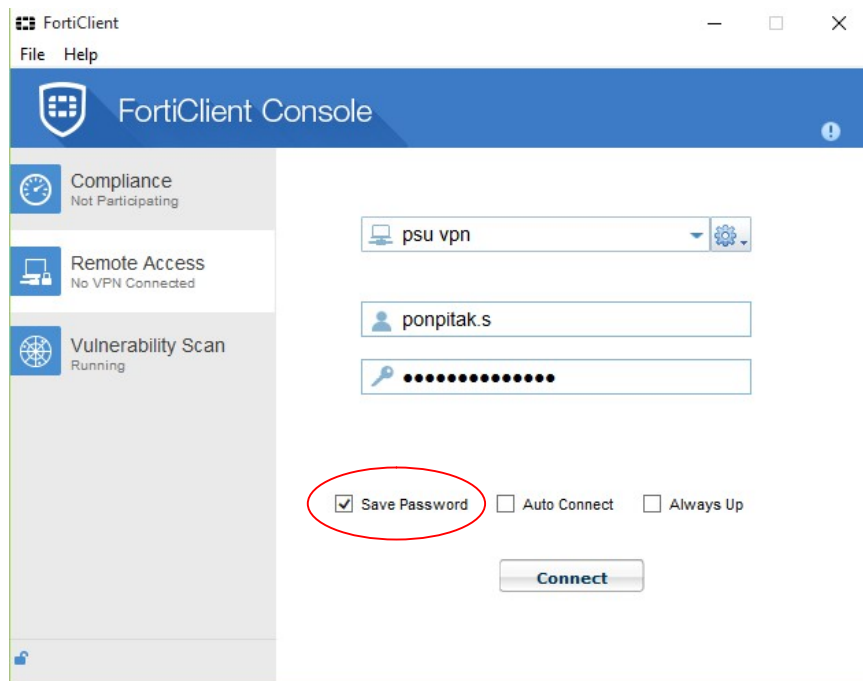 FortiClient
File Help
FortiClient Console
Compliance
Not Participating
Remote Access
No VPN Connected
Vulnerability Scan
Running
psu vpn
ponpitak.s
••••••••••••••
Save Password Auto Connect Always Up
Connect